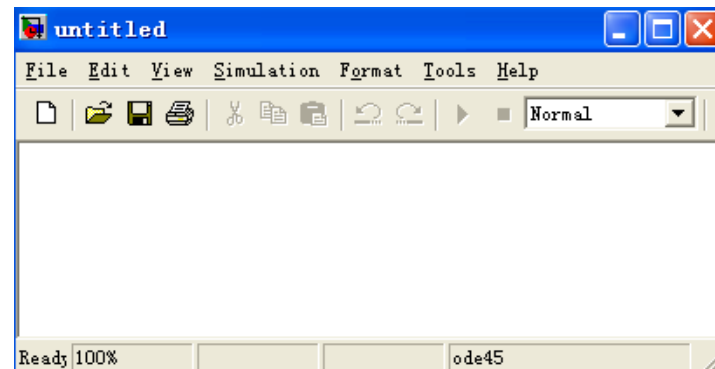 untitled
File Edit View Simulation Format Tools Help
Normal
Ready 100% ode45